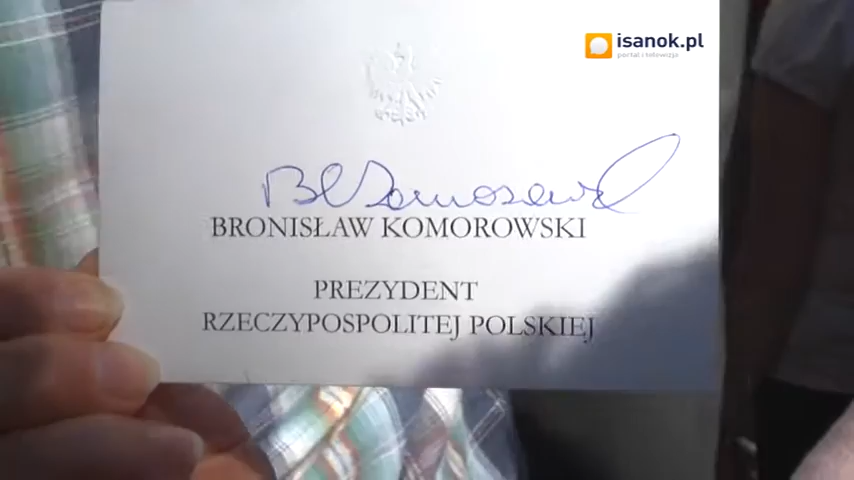 isanok.pl
portal i telewizja
BRONISŁAW KOMOROWSKI
PREZYDENT
RZECZYPOSPOLITEJ POLSKIEJ